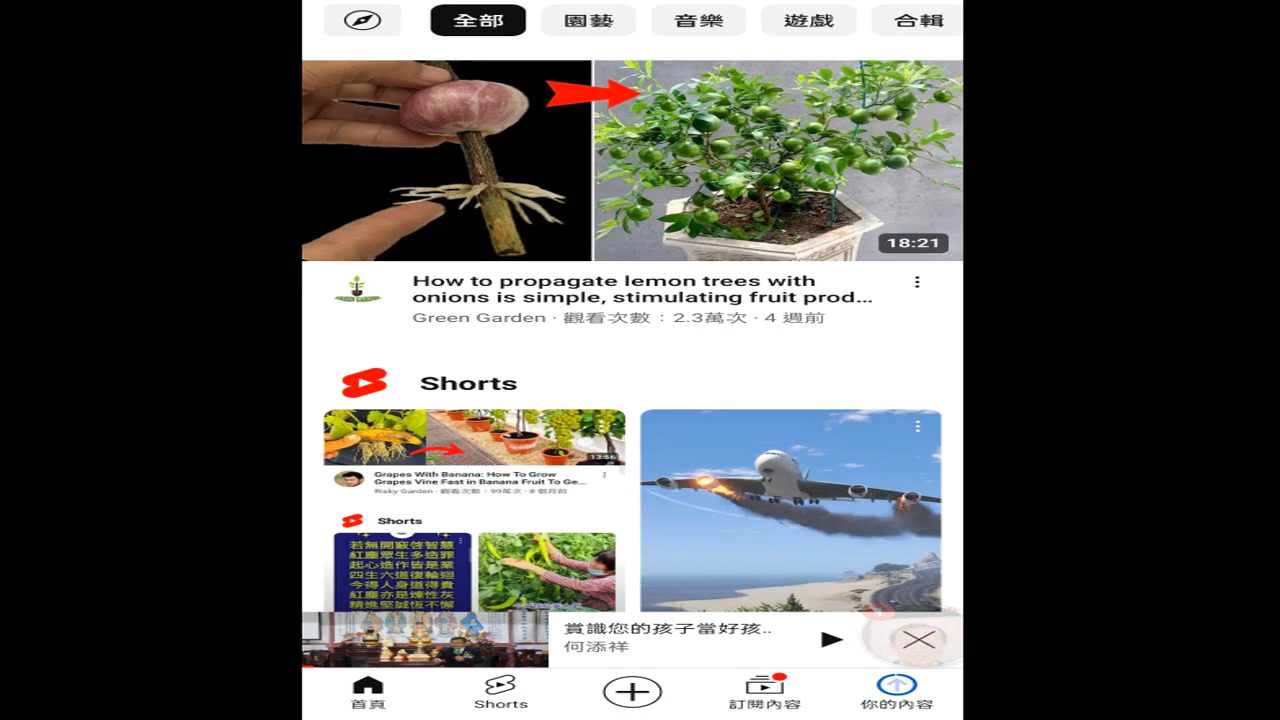 全部 園藝 音樂 遊戲 合輯
18:21
GREEN GARDEN
How to propagate lemon trees with
onions is simple, stimulating fruit prod...
Green Garden · 觀看次數：2.3萬次 · 4 週前
Shorts
13:56
Grapes With Banana: How To Grow
Grapes Vine Fast in Banana Fruit To Ge...
Risky Garden · 觀看次數：99萬次 · 8 個月前
Shorts
若無開竅啓智慧
紅塵眾生多造罪
起心造作皆是業
四生六道復輪迴
今得人身道得貴
紅塵亦是煉性灰
精進堅誠恆不懈
賞識您的孩子當好孩..
何添祥
首頁 Shorts 訂閱內容 你的內容